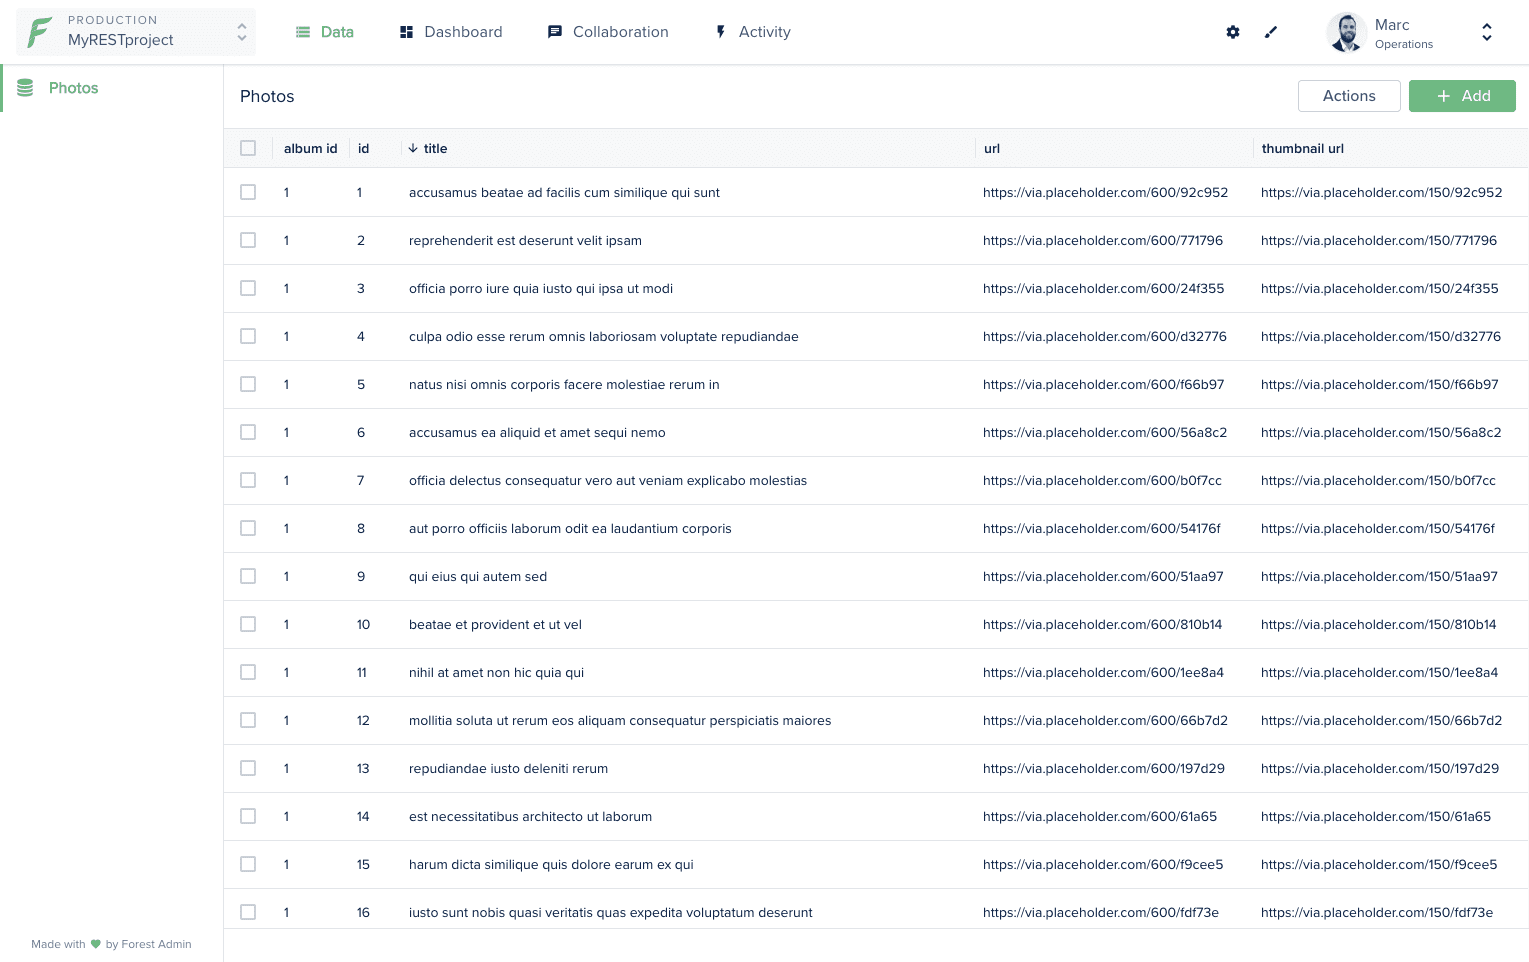 PRODUCTION
MyRESTproject
Data Dashboard Collaboration Activity
Marc
Operations
Photos
Photos
Actions + Add
album id id title url thumbnail url
1 1 accusamus beatae ad facilis cum similique qui sunt https://via.placeholder.com/600/92c952 https://via.placeholder.com/150/92c952
1 2 reprehenderit est deserunt velit ipsam https://via.placeholder.com/600/771796 https://via.placeholder.com/150/771796
1 3 officia porro iure quia iusto qui ipsa ut modi https://via.placeholder.com/600/24f355 https://via.placeholder.com/150/24f355
1 4 culpa odio esse rerum omnis laboriosam voluptate repudiandae https://via.placeholder.com/600/d32776 https://via.placeholder.com/150/d32776
1 5 natus nisi omnis corporis facere molestiae rerum in https://via.placeholder.com/600/f66b97 https://via.placeholder.com/150/f66b97
1 6 accusamus ea aliquid et amet sequi nemo https://via.placeholder.com/600/56a8c2 https://via.placeholder.com/150/56a8c2
1 7 officia delectus consequatur vero aut veniam explicabo molestias https://via.placeholder.com/600/b0f7cc https://via.placeholder.com/150/b0f7cc
1 8 aut porro officiis laborum odit ea laudantium corporis https://via.placeholder.com/600/54176f https://via.placeholder.com/150/54176f
1 9 qui eius qui autem sed https://via.placeholder.com/600/51aa97 https://via.placeholder.com/150/51aa97
1 10 beatae et provident et ut vel https://via.placeholder.com/600/810b14 https://via.placeholder.com/150/810b14
1 11 nihil at amet non hic quia qui https://via.placeholder.com/600/1ee8a4 https://via.placeholder.com/150/1ee8a4
1 12 mollitia soluta ut rerum eos aliquam consequatur perspiciatis maiores https://via.placeholder.com/600/66b7d2 https://via.placeholder.com/150/66b7d2
1 13 repudiandae iusto deleniti rerum https://via.placeholder.com/600/197d29 https://via.placeholder.com/150/197d29
1 14 est necessitatibus architecto ut laborum https://via.placeholder.com/600/61a65 https://via.placeholder.com/150/61a65
1 15 harum dicta similique quis dolore earum ex qui https://via.placeholder.com/600/f9cee5 https://via.placeholder.com/150/f9cee5
1 16 iusto sunt nobis quasi veritatis quas expedita voluptatum deserunt https://via.placeholder.com/600/fdf73e https://via.placeholder.com/150/fdf73e
Made with ♥ by Forest Admin